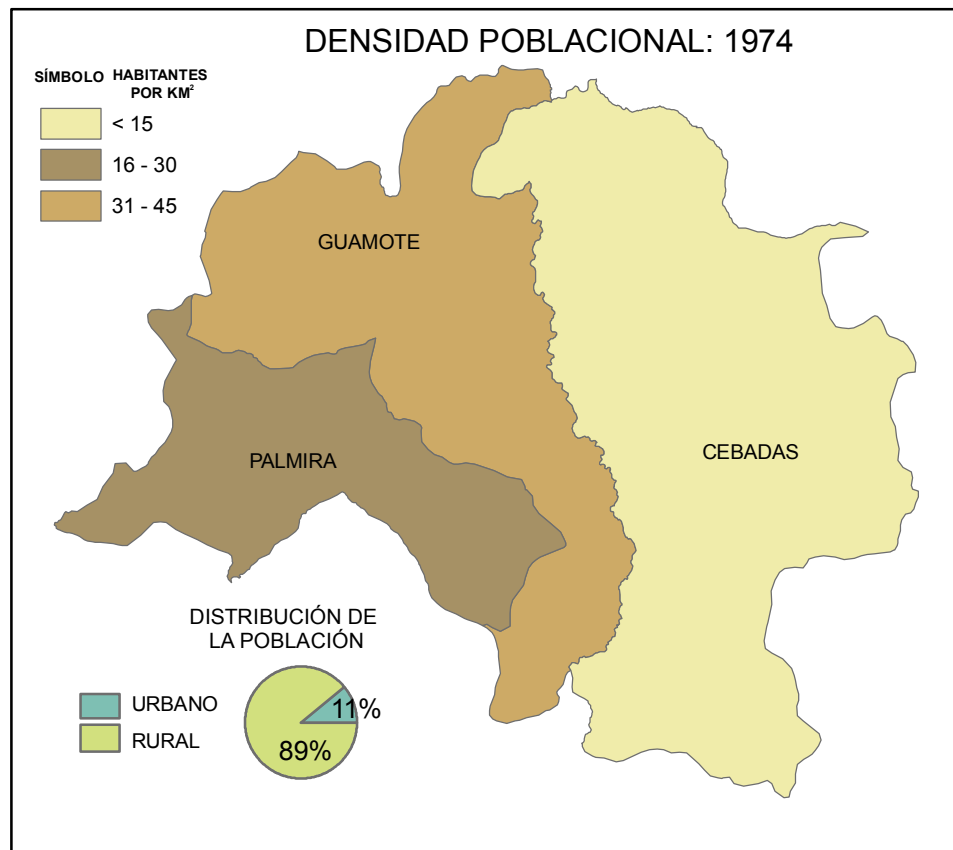 DENSIDAD POBLACIONAL: 1974
SÍMBOLO HABITANTES
POR KM²
< 15
16 - 30
31 - 45
GUAMOTE
PALMIRA
CEBADAS
DISTRIBUCIÓN DE
LA POBLACIÓN
URBANO
RURAL
11%
89%